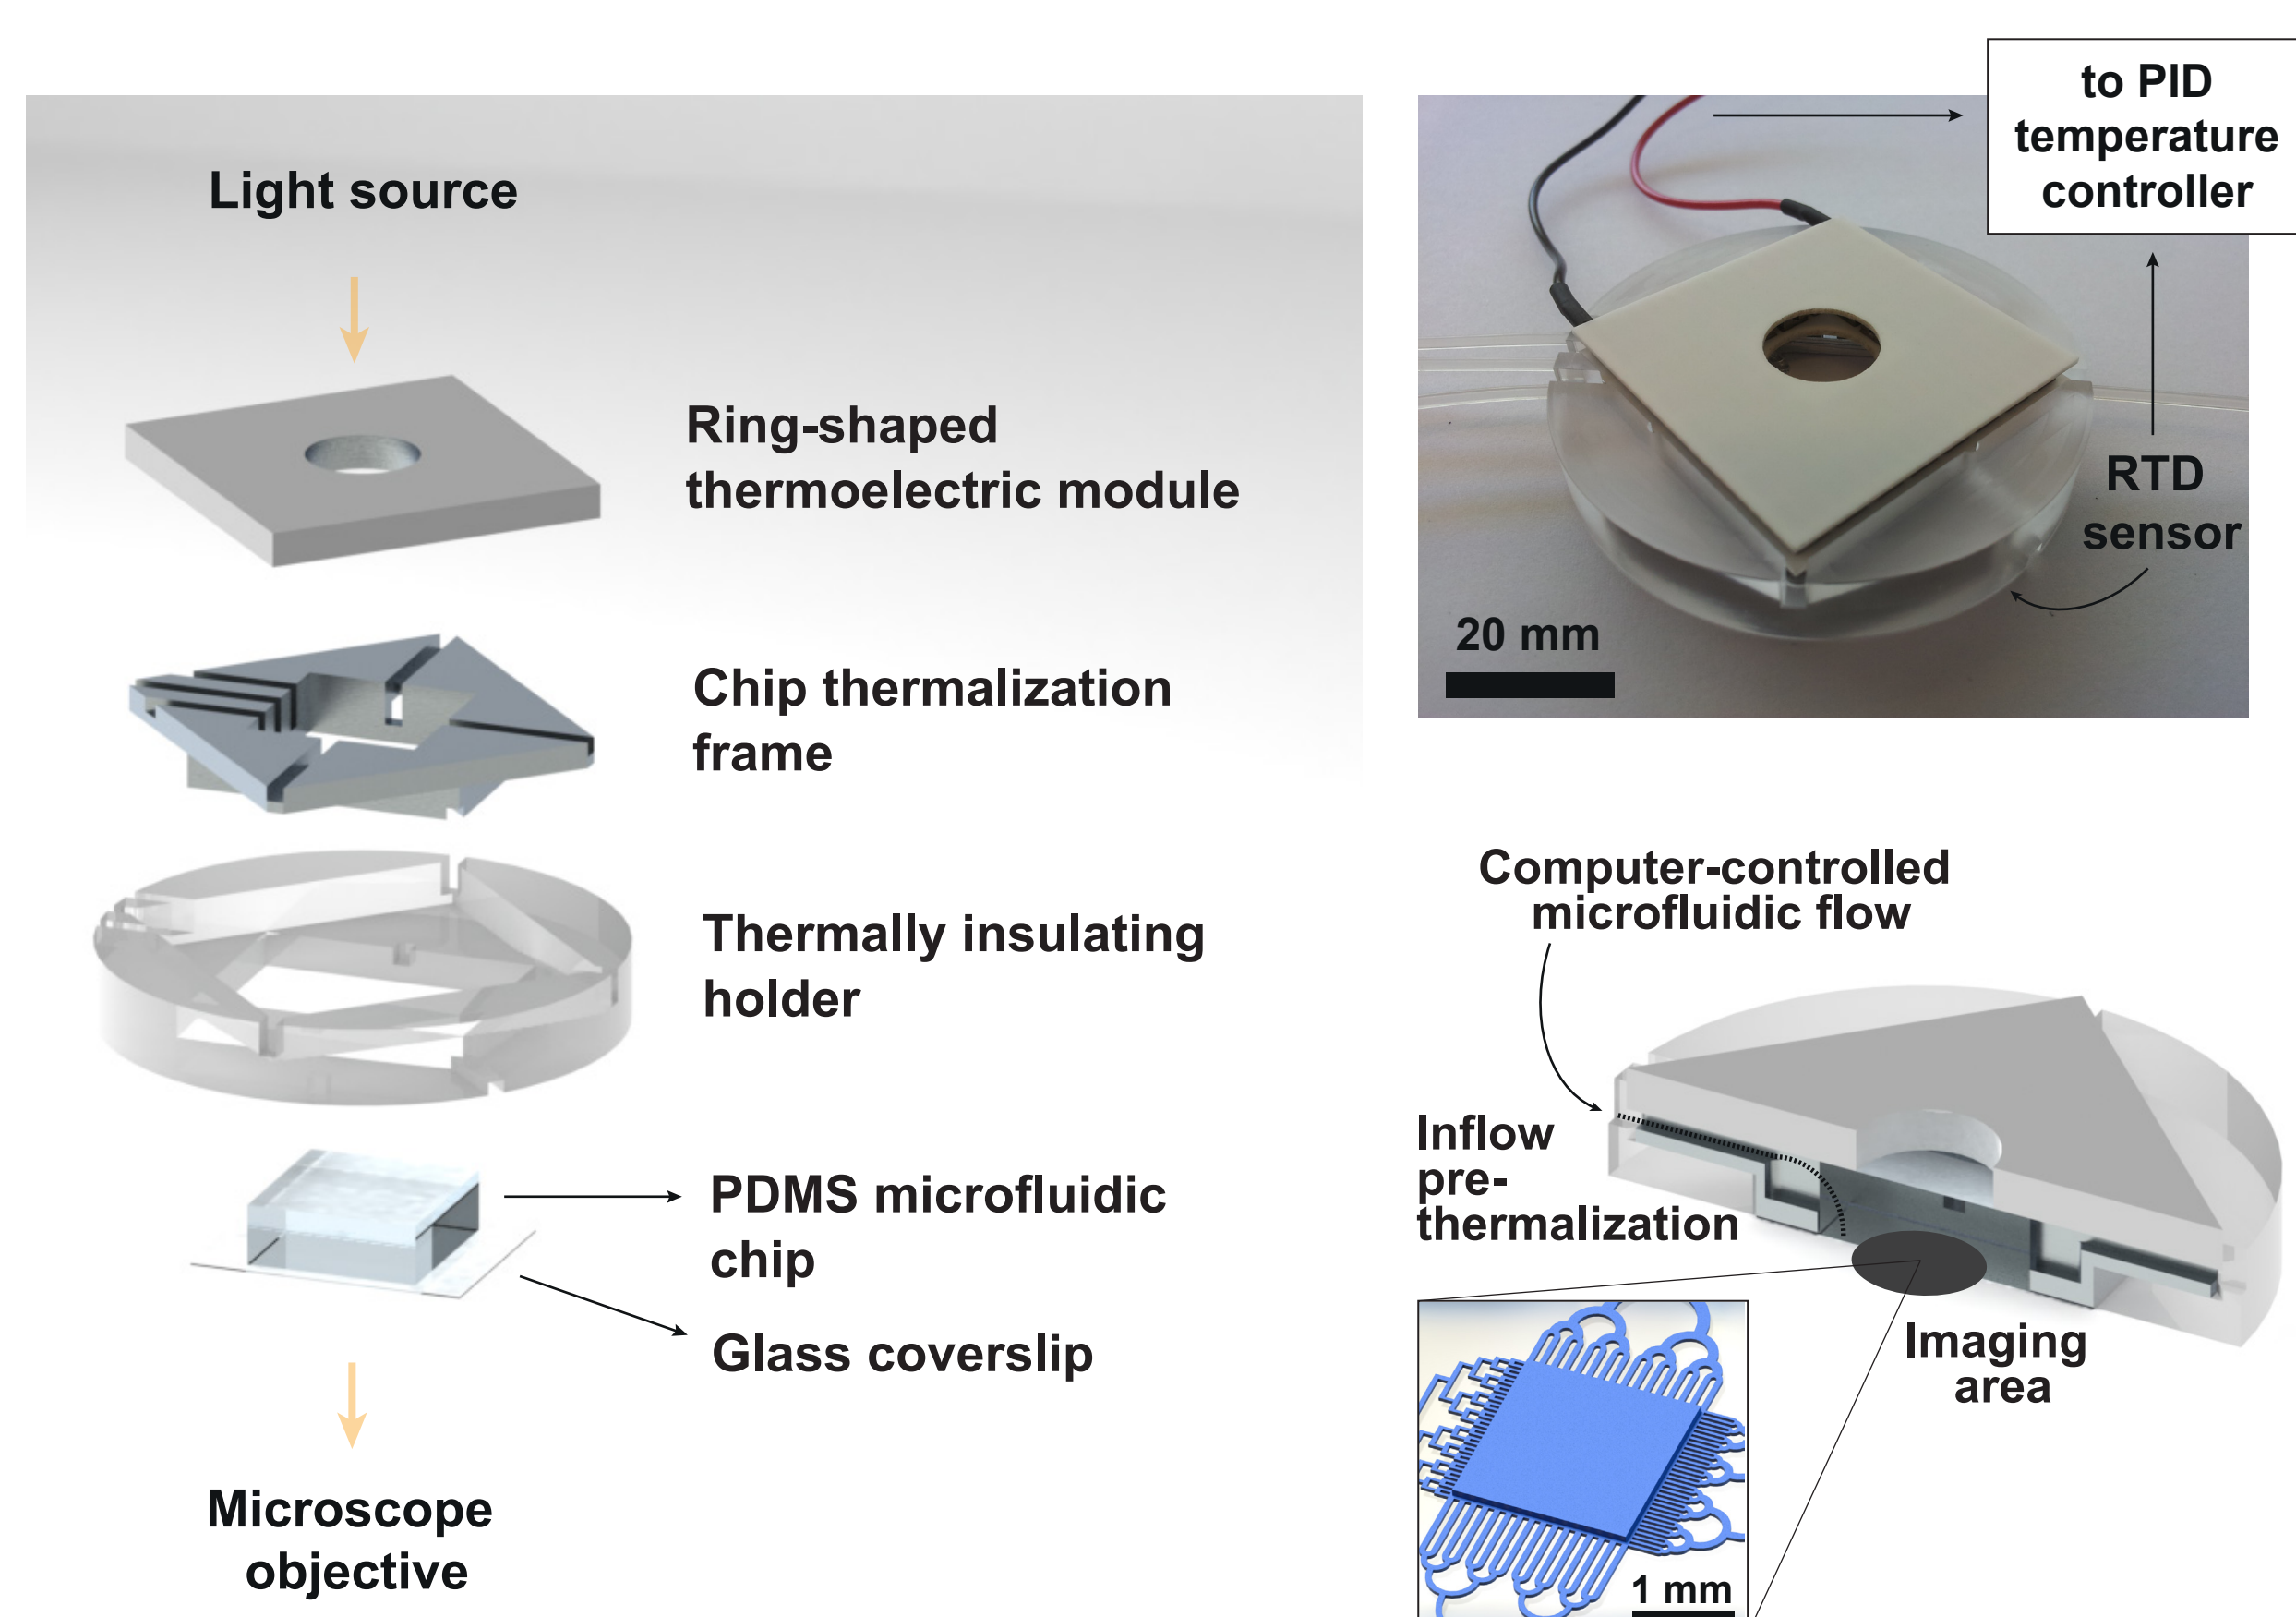 Light source
Ring-shaped
thermoelectric module
Chip thermalization
frame
Thermally insulating
holder
PDMS microfluidic
chip
Glass coverslip
Microscope
objective
to PID
temperature
controller
RTD
sensor
20 mm
Computer-controlled
microfluidic flow
Inflow
pre-
thermalization
Imaging
area
1 mm